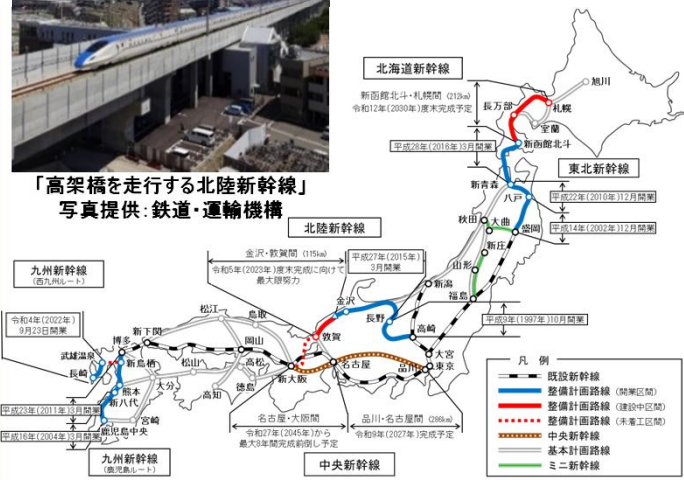 「高架橋を走行する北陸新幹線」
写真提供：鉄道・運輸機構
北海道新幹線
新函館北斗・札幌間(212km)
令和12年(2030年)度末完成予定
旭川
長万部
札幌
室蘭
平成28年(2016年)3月開業
新函館北斗
東北新幹線
新青森
八戸
平成22年(2010年)12月開業
秋田
大曲
平成14年(2002年)12月開業
盛岡
新庄
山形
福島
新潟
北陸新幹線
金沢・敦賀間(115km)
令和5年(2023年)度末完成に向けて
最大限努力
平成27年(2015年)
3月開業
金沢
長野
敦賀
高崎
平成9年(1997年)10月開業
大宮
東京
品川
名古屋
新大阪
九州新幹線
(西九州ルート)
令和4年(2022年)
9月23日開業
松江
鳥取
新下関
岡山
博多
武雄温泉
新鳥栖
松山
高松
長崎
大分
高知
徳島
熊本
新八代
平成23年(2011年)3月開業
宮崎
平成16年(2004年)3月開業
鹿児島中央
九州新幹線
(鹿児島ルート)
名古屋・大阪間
令和27年(2045年)から
最大8年間完成前倒し予定
品川・名古屋間(286km)
令和9年(2027年)完成予定
中央新幹線
凡 例
既設新幹線
整備計画路線(開業区間)
整備計画路線(建設中区間)
整備計画路線(未着工区間)
中央新幹線
基本計画路線
ミニ新幹線